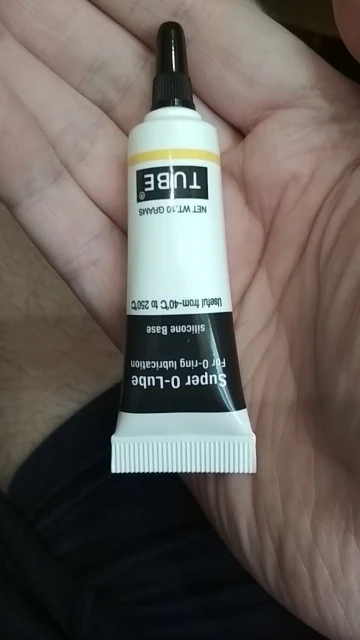 Super O-Lube
For O-ring lubrication
silicone Base
Useful from-40℃ to 250℃
NET WT.10 GRAMS
TUBE®